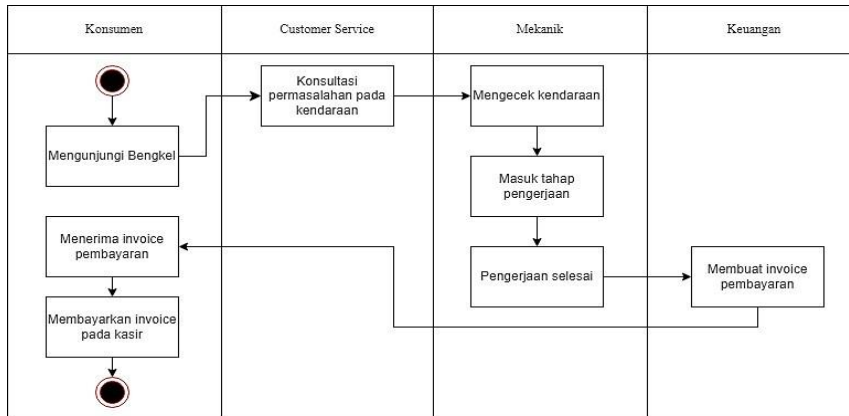 Konsumen
Customer Service
Mekanik
Keuangan
Konsultasi
permasalahan pada
kendaraan
Mengecek kendaraan
Mengunjungi Bengkel
Masuk tahap
pengerjaan
Menerima invoice
pembayaran
Pengerjaan selesai
Membuat invoice
pembayaran
Membayarkan invoice
pada kasir